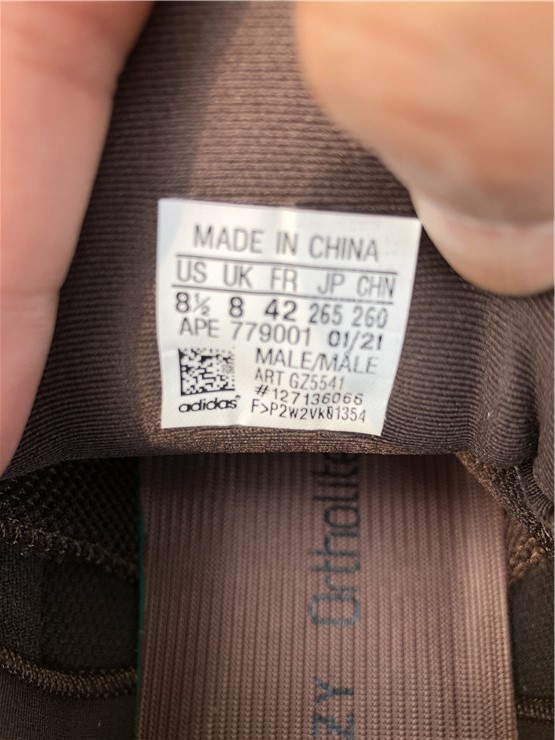 MADE IN CHINA
US UK FR JP CHN
8½ 8 42 265 260
APE 779001 01/21
MALE/MALE
ART GZ5541
#127136066
adidas F>P2W2VK01354
Ortholite
ZY